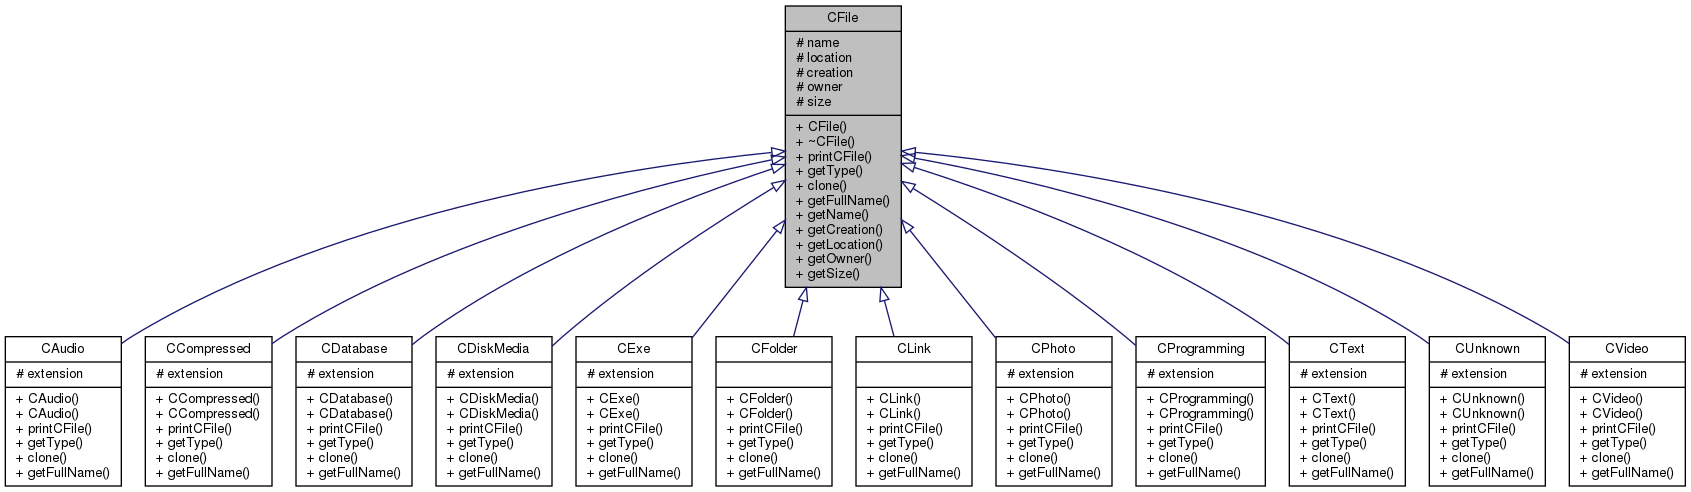 CFile
# name
# location
# creation
# owner
# size
+ CFile()
+ ~CFile()
+ printCFile()
+ getType()
+ clone()
+ getFullName()
+ getName()
+ getCreation()
+ getLocation()
+ getOwner()
+ getSize()
CAudio
# extension
+ CAudio()
+ CAudio()
+ printCFile()
+ getType()
+ clone()
+ getFullName()
CCompressed
# extension
+ CCompressed()
+ CCompressed()
+ printCFile()
+ getType()
+ clone()
+ getFullName()
CDatabase
# extension
+ CDatabase()
+ CDatabase()
+ printCFile()
+ getType()
+ clone()
+ getFullName()
CDiskMedia
# extension
+ CDiskMedia()
+ CDiskMedia()
+ printCFile()
+ getType()
+ clone()
+ getFullName()
CExe
# extension
+ CExe()
+ CExe()
+ printCFile()
+ getType()
+ clone()
+ getFullName()
CFolder
+ CFolder()
+ CFolder()
+ printCFile()
+ getType()
+ clone()
+ getFullName()
CLink
+ CLink()
+ CLink()
+ printCFile()
+ getType()
+ clone()
+ getFullName()
CPhoto
# extension
+ CPhoto()
+ CPhoto()
+ printCFile()
+ getType()
+ clone()
+ getFullName()
CProgramming
# extension
+ CProgramming()
+ CProgramming()
+ printCFile()
+ getType()
+ clone()
+ getFullName()
CText
# extension
+ CText()
+ CText()
+ printCFile()
+ getType()
+ clone()
+ getFullName()
CUnknown
# extension
+ CUnknown()
+ CUnknown()
+ printCFile()
+ getType()
+ clone()
+ getFullName()
CVideo
# extension
+ CVideo()
+ CVideo()
+ printCFile()
+ getType()
+ clone()
+ getFullName()